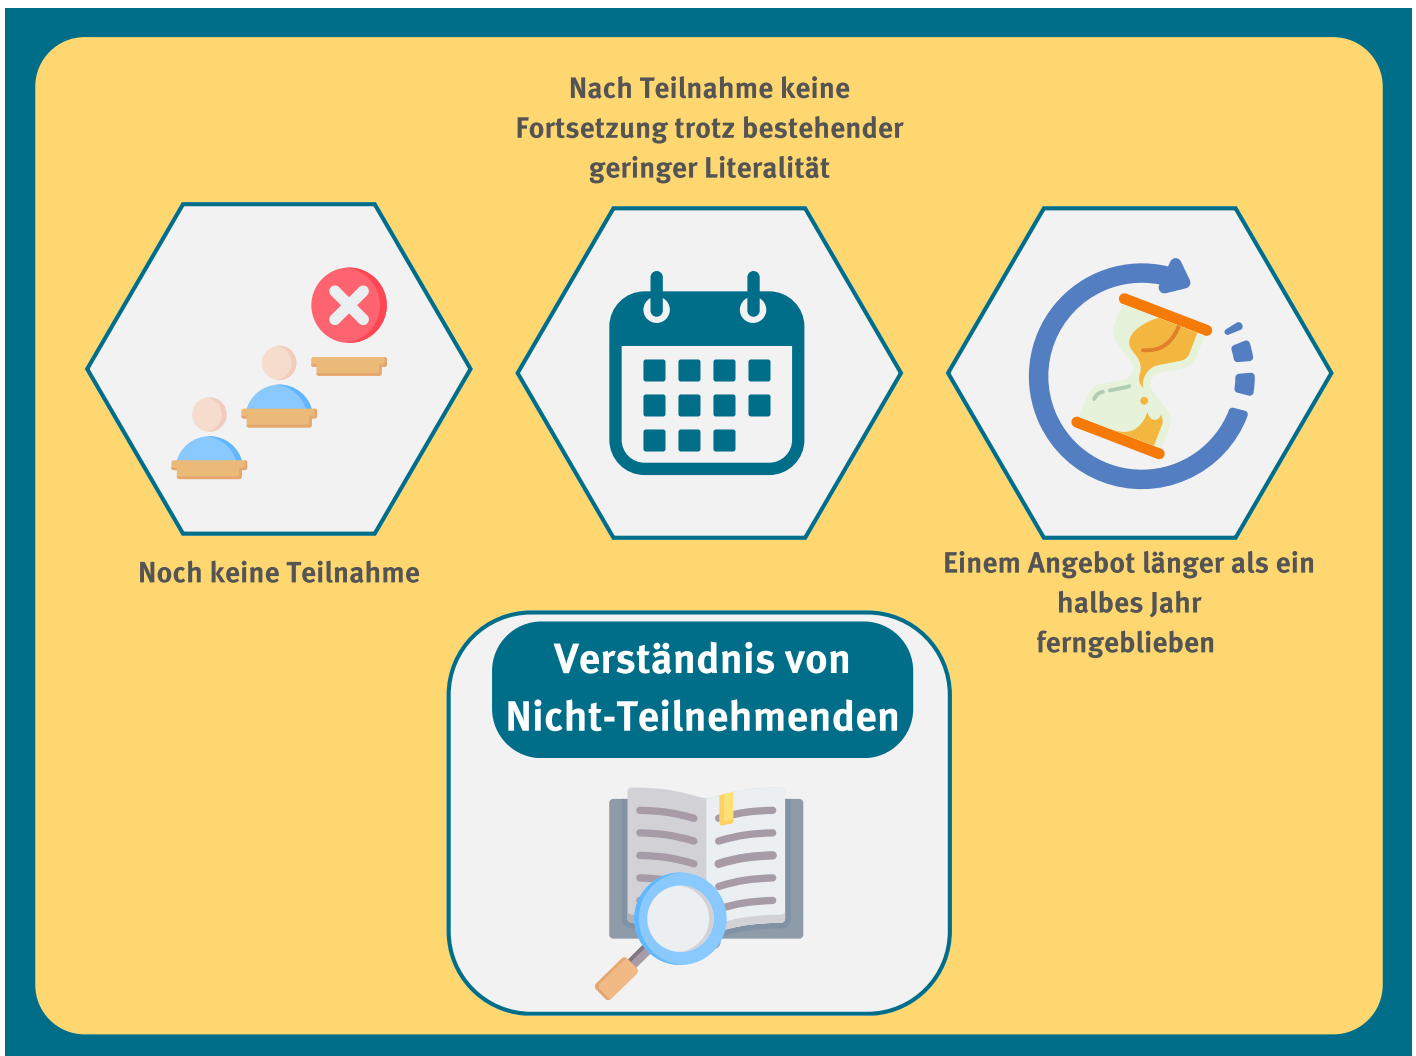 Nach Teilnahme keine
Fortsetzung trotz bestehender
geringer Literalität
Noch keine Teilnahme
Einem Angebot länger als ein
halbes Jahr
ferngeblieben
Verständnis von
Nicht-Teilnehmenden